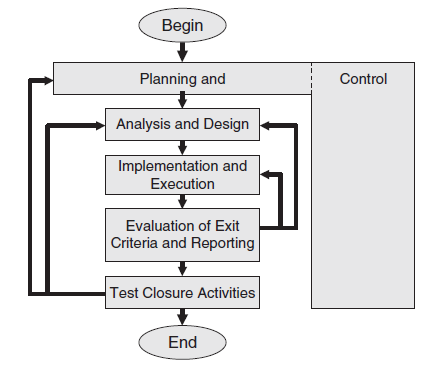 Begin
Planning and
Control
Analysis and Design
Implementation and
Execution
Evaluation of Exit
Criteria and Reporting
Test Closure Activities
End